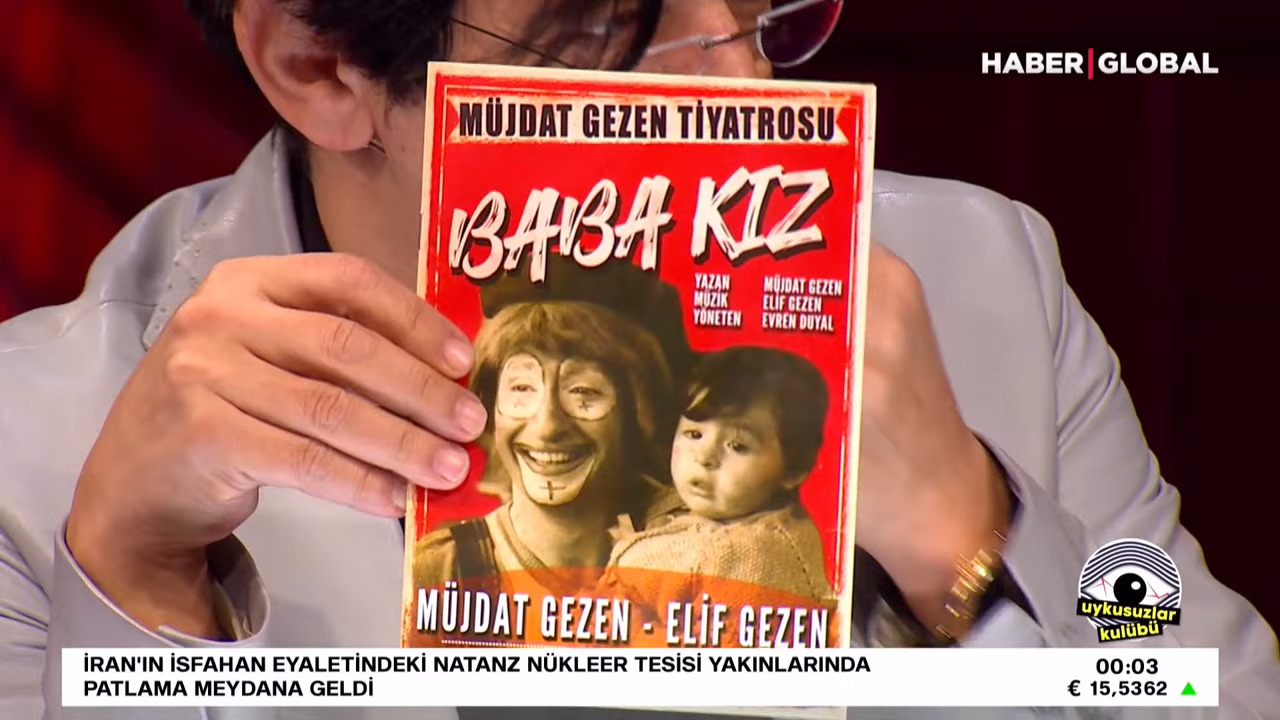 HABER|GLOBAL
MÜJDAT GEZEN TİYATROSU
BABA KIZ
YAZAN MÜJDAT GEZEN
MÜZİK ELİF GEZEN
YÖNETEN EVREN DUYAL
MÜJDAT GEZEN - ELİF GEZEN
uykusuzlar
kulübü
İRAN'IN İSFAHAN EYALETİNDEKİ NATANZ NÜKLEER TESİSİ YAKINLARINDA
PATLAMA MEYDANA GELDİ
00:03
€ 15,5362 ▲